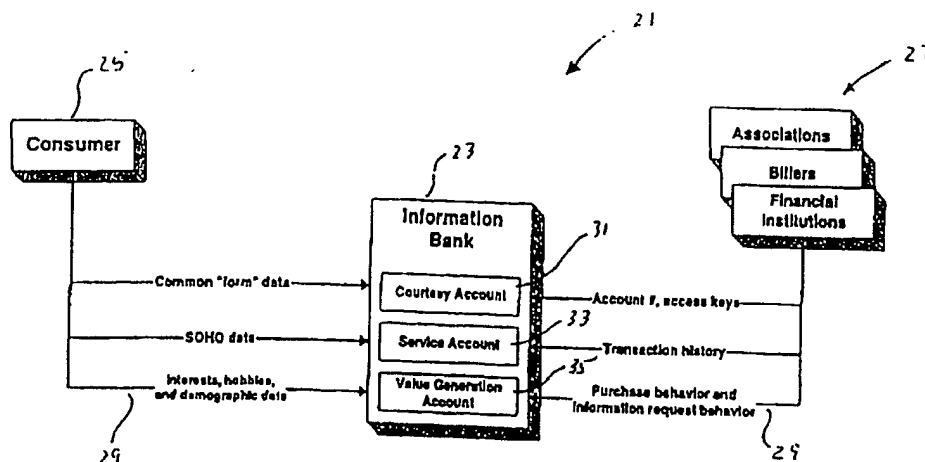 21
25
27
Consumer
Associations
Billers
Financial
Institutions
23
Information
Bank
31
Common "form" data
Courtesy Account
Account #, access keys
33
SOHO data
Service Account
Transaction history
35
Interests, hobbies,
and demographic data
Value Generation
Account
Purchase behavior and
information request behavior
29
29